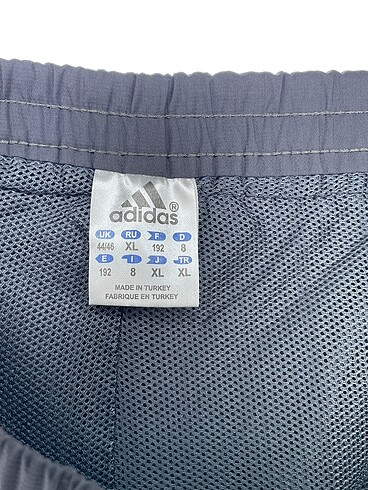 adidas®
UK RU F D
44/46 XL 192 8
E I J TR
192 8 XL XL
MADE IN TURKEY
FABRIQUE EN TURKEY